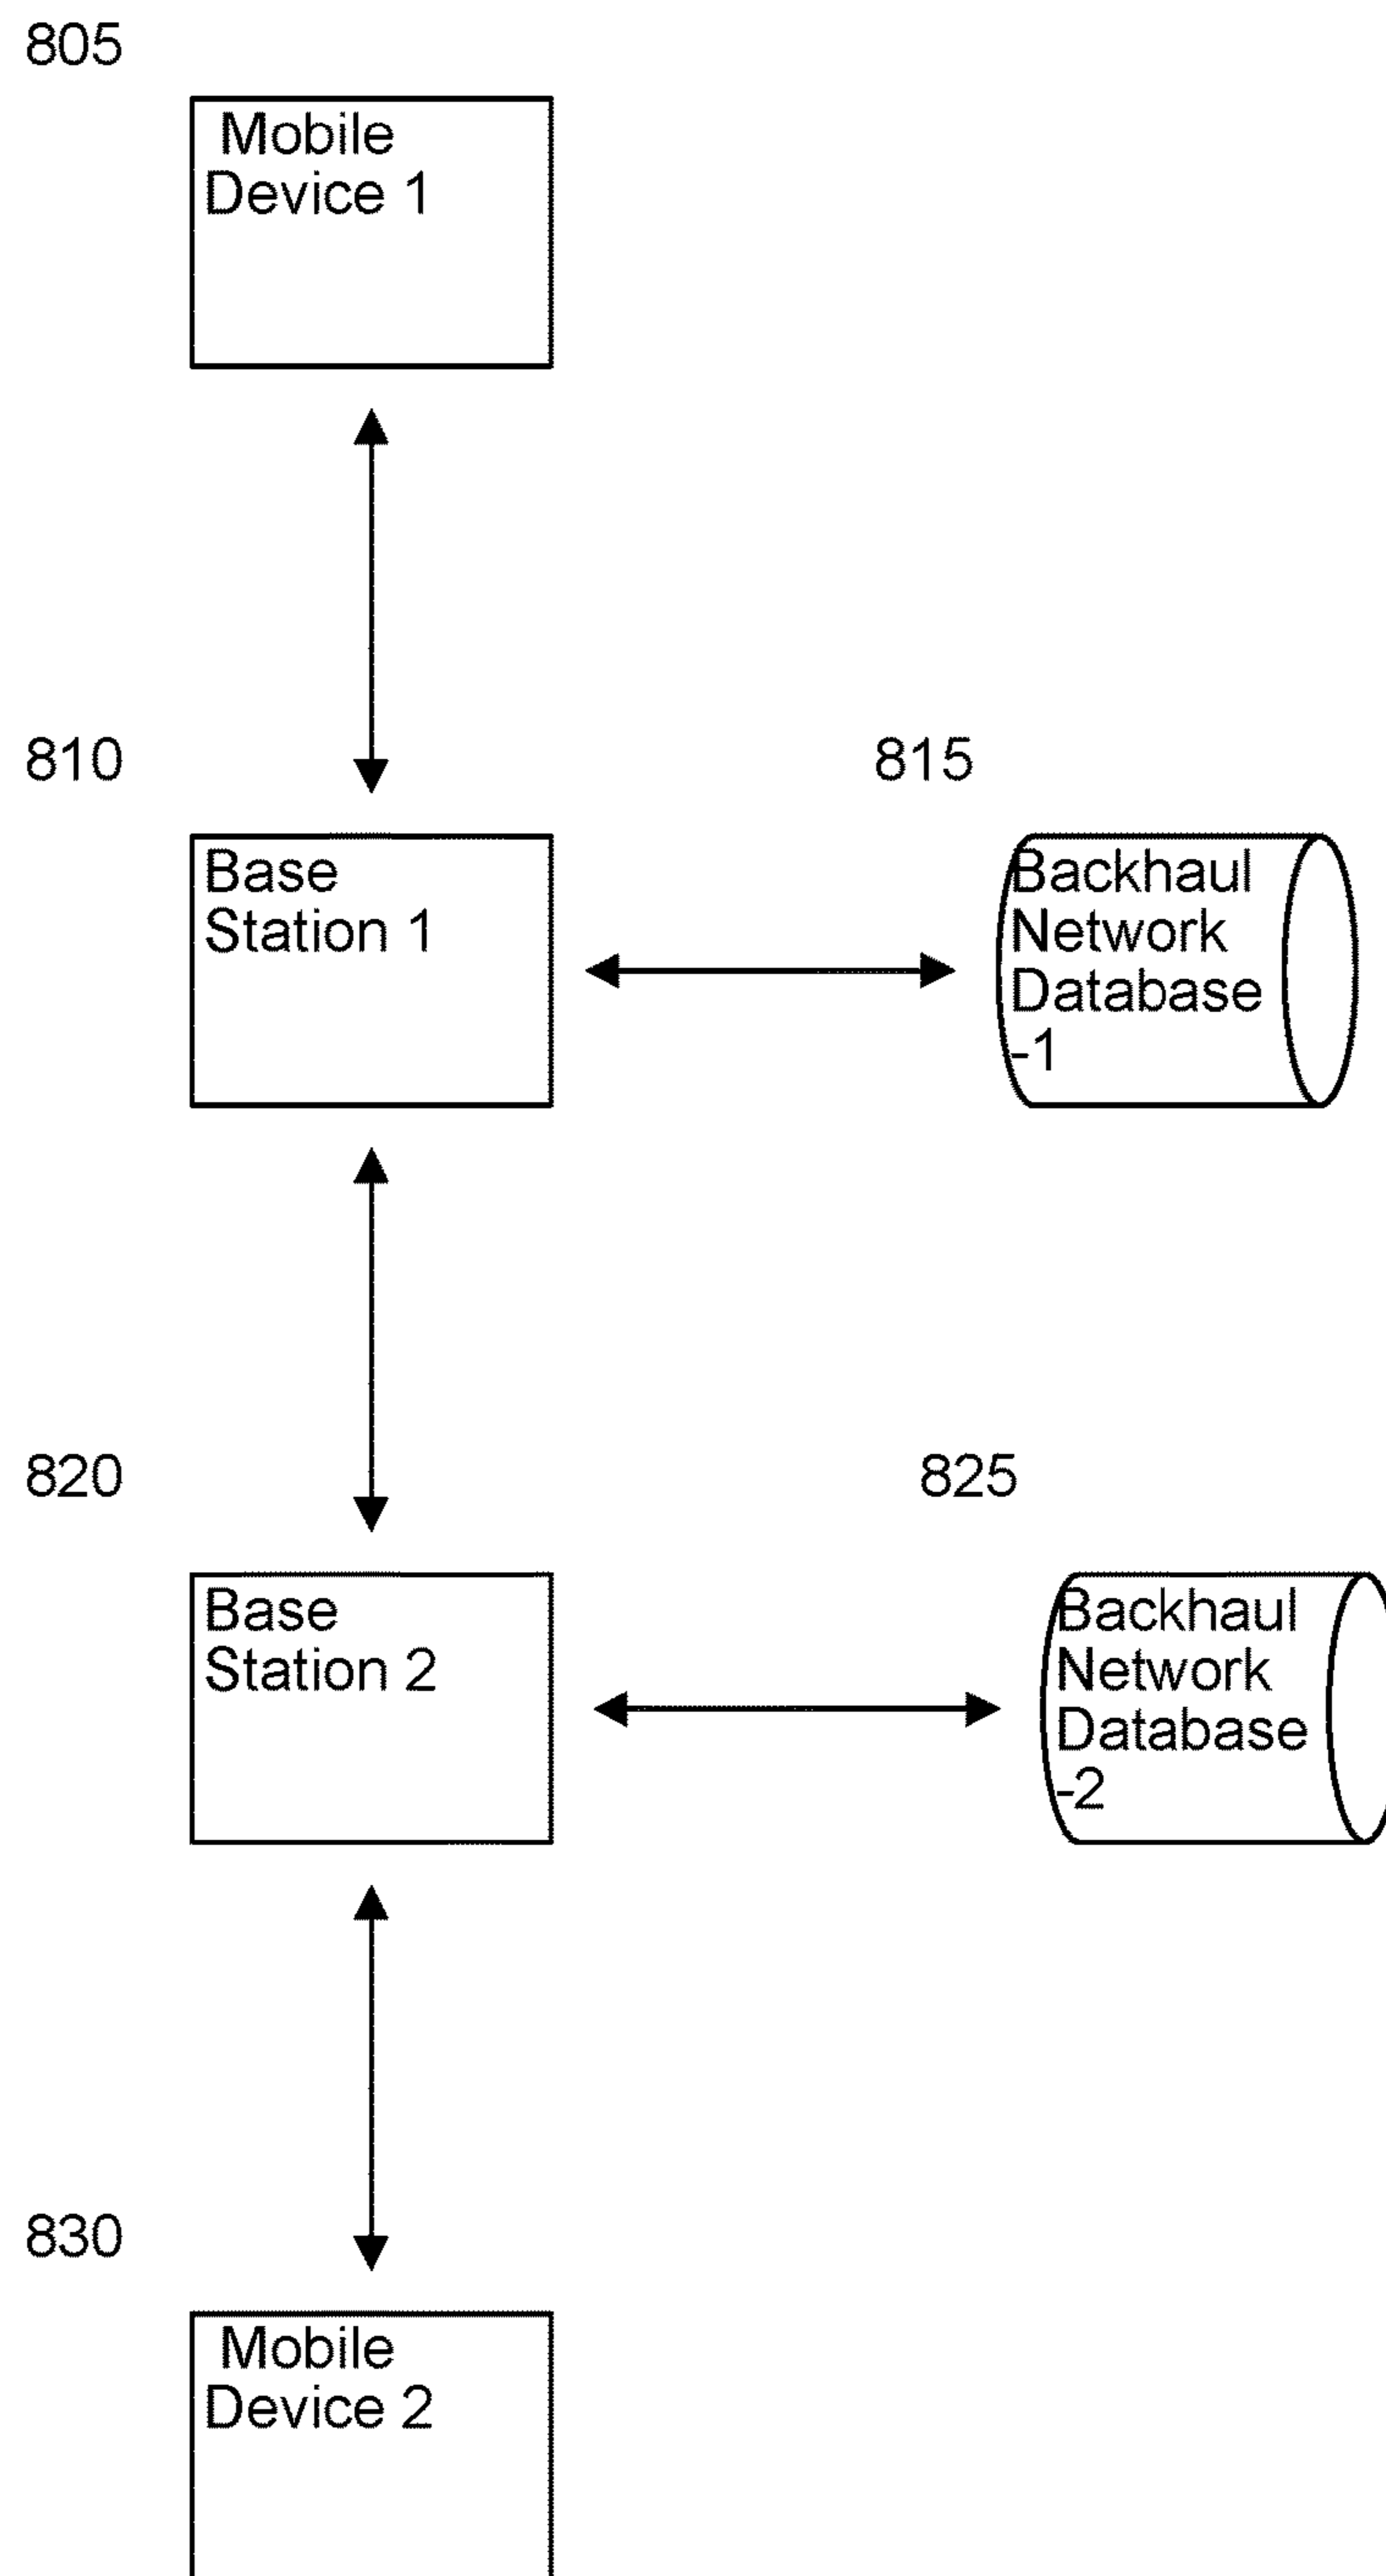 805
Mobile
Device 1
810
815
Base
Station 1
Backhaul
Network
Database
-1
820
825
Base
Station 2
Backhaul
Network
Database
-2
830
Mobile
Device 2